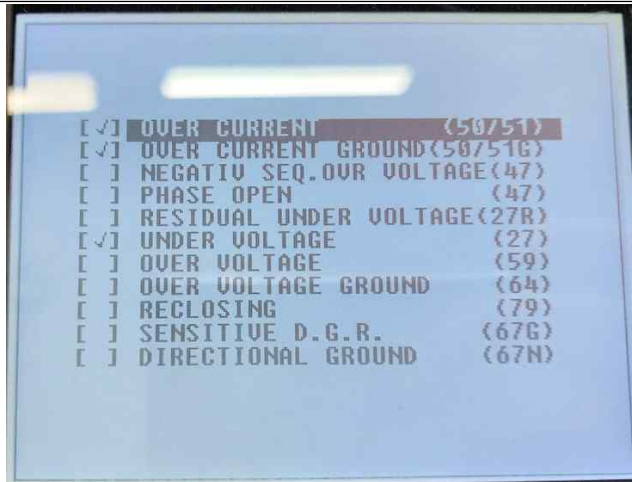 [√] OVER CURRENT (50/51)
[√] OVER CURRENT GROUND(50/51G)
[ ] NEGATIV SEQ.OVR VOLTAGE(47)
[ ] PHASE OPEN (47)
[ ] RESIDUAL UNDER VOLTAGE(27R)
[√] UNDER VOLTAGE (27)
[ ] OVER VOLTAGE (59)
[ ] OVER VOLTAGE GROUND (64)
[ ] RECLOSING (79)
[ ] SENSITIVE D.G.R. (67G)
[ ] DIRECTIONAL GROUND (67N)